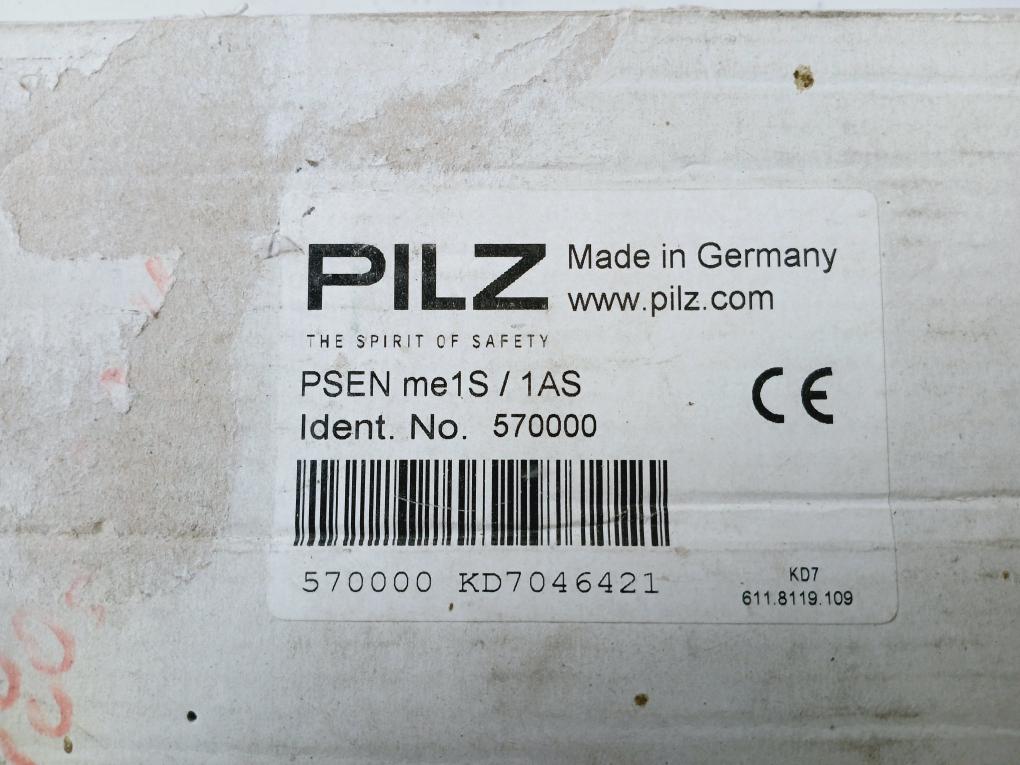 PILZ
THE SPIRIT OF SAFETY
Made in Germany
www.pilz.com
PSEN me1S / 1AS
CE
Ident. No. 570000
570000 KD7046421
KD7
611.8119.109